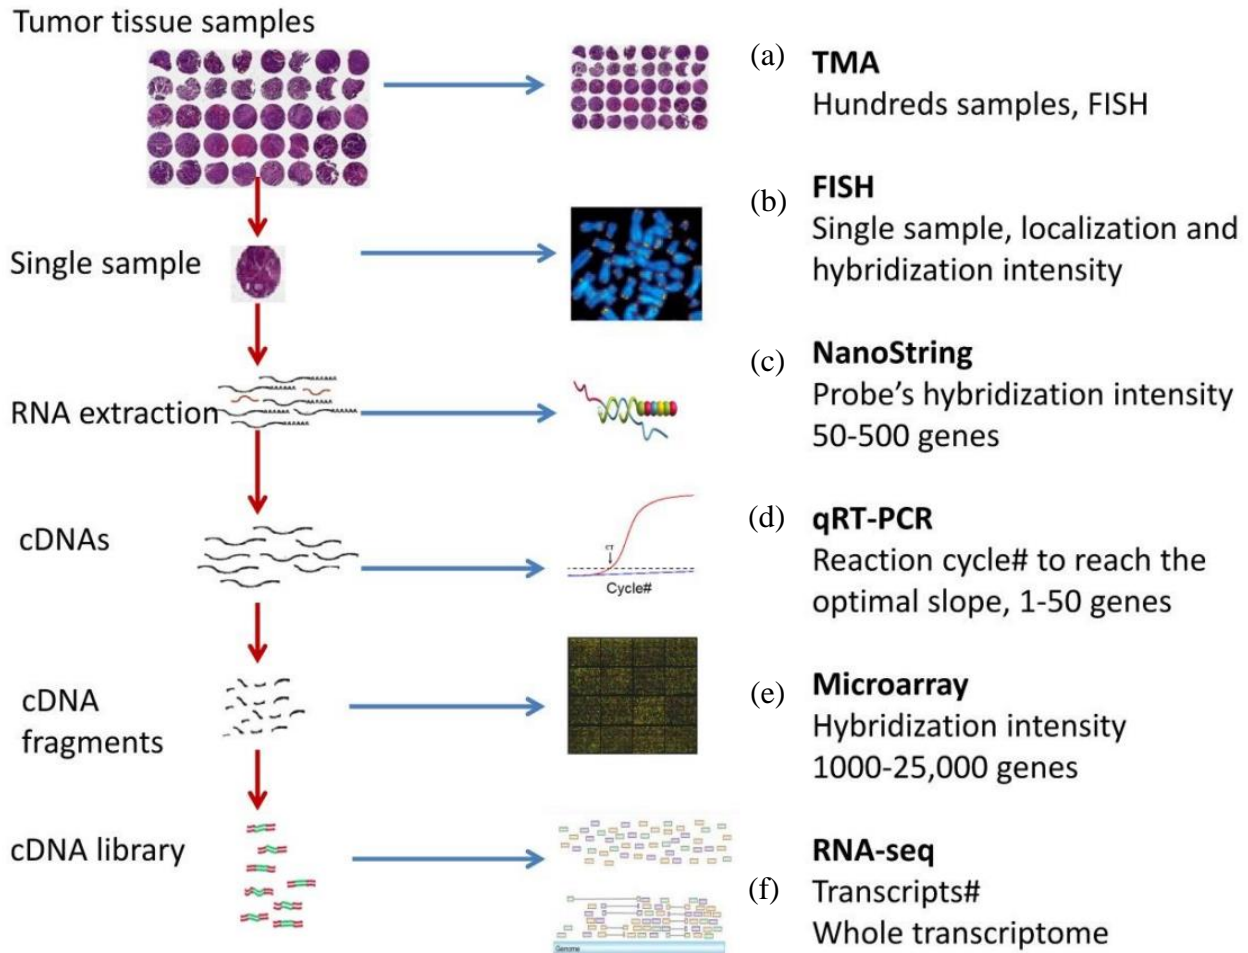 Tumor tissue samples
(a)
TMA
Hundreds samples, FISH
Single sample
(b)
FISH
Single sample, localization and
hybridization intensity
RNA extraction
(c)
NanoString
Probe’s hybridization intensity
50-500 genes
cDNAs
CT
Cycle#
(d)
qRT-PCR
Reaction cycle# to reach the
optimal slope, 1-50 genes
cDNA
fragments
(e)
Microarray
Hybridization intensity
1000-25,000 genes
cDNA library
Genome
(f)
RNA-seq
Transcripts#
Whole transcriptome